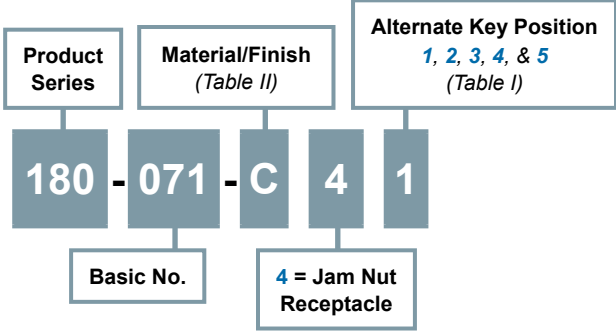 Product
Series
Material/Finish
(Table II)
Alternate Key Position
1, 2, 3, 4, & 5
(Table I)
180 - 071 - C 4 1
Basic No.
4 = Jam Nut
Receptacle